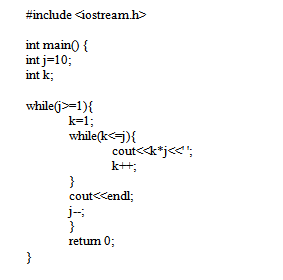 #include <iostream.h>
int main() {
int j=10;
int k;
while(j>=1){
k=1;
while(k<=j){
cout<<k*j<<' ';
k++;
}
cout<<endl;
j--;
}
return 0;
}